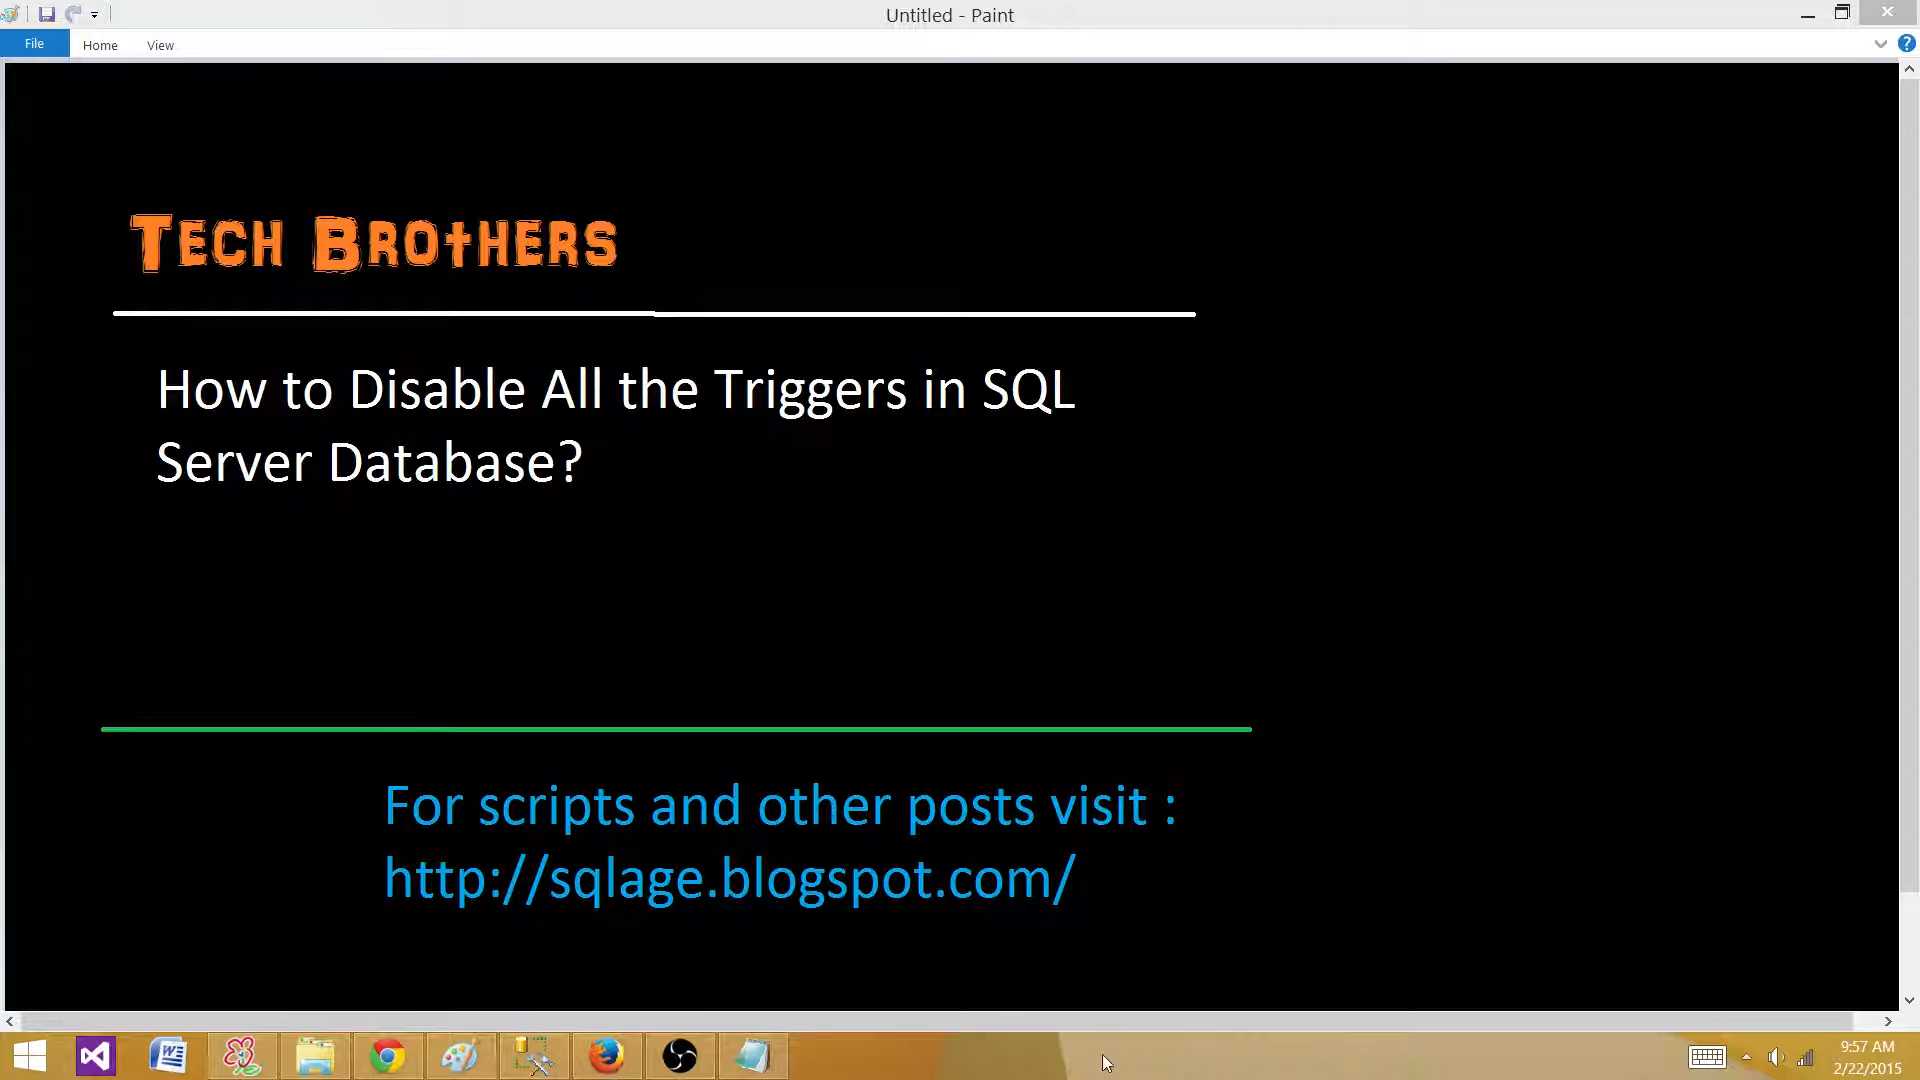 Untitled - Paint
File
Home
View
Tech Brothers
How to Disable All the Triggers in SQL
Server Database?
For scripts and other posts visit :
http://sqlage.blogspot.com/
9:57 AM
2/22/2015